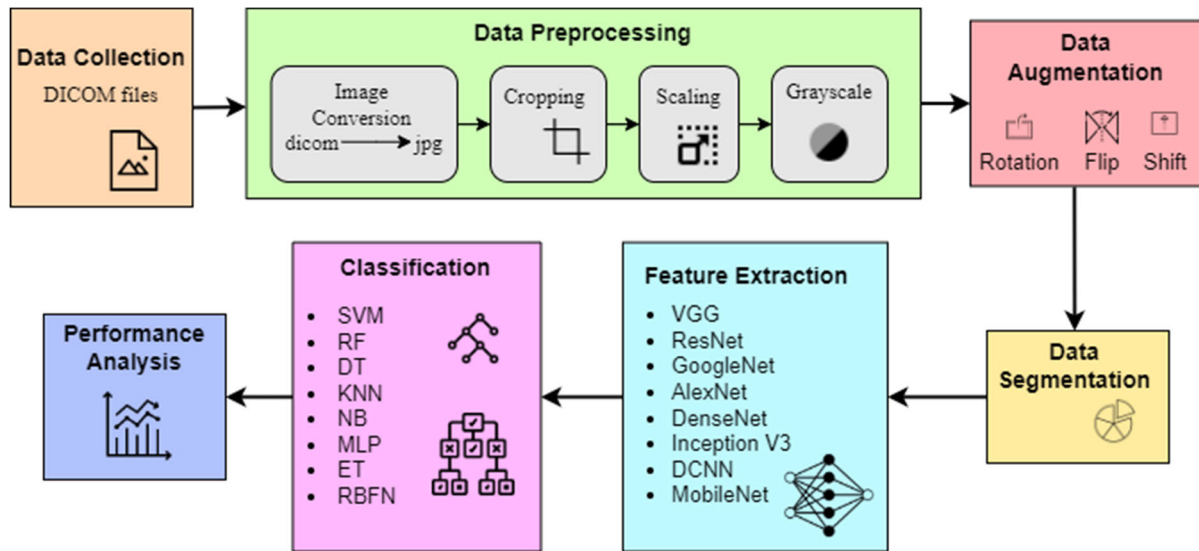 Data Collection
DICOM files
Data Preprocessing
Image
Conversion
dicom jpg
Cropping
Scaling
Grayscale
Data
Augmentation
Rotation Flip Shift
Data
Segmentation
Feature Extraction
• VGG
• ResNet
• GoogleNet
• AlexNet
• DenseNet
• Inception V3
• DCNN
• MobileNet
Classification
• SVM
• RF
• DT
• KNN
• NB
• MLP
• ET
• RBFN
Performance
Analysis